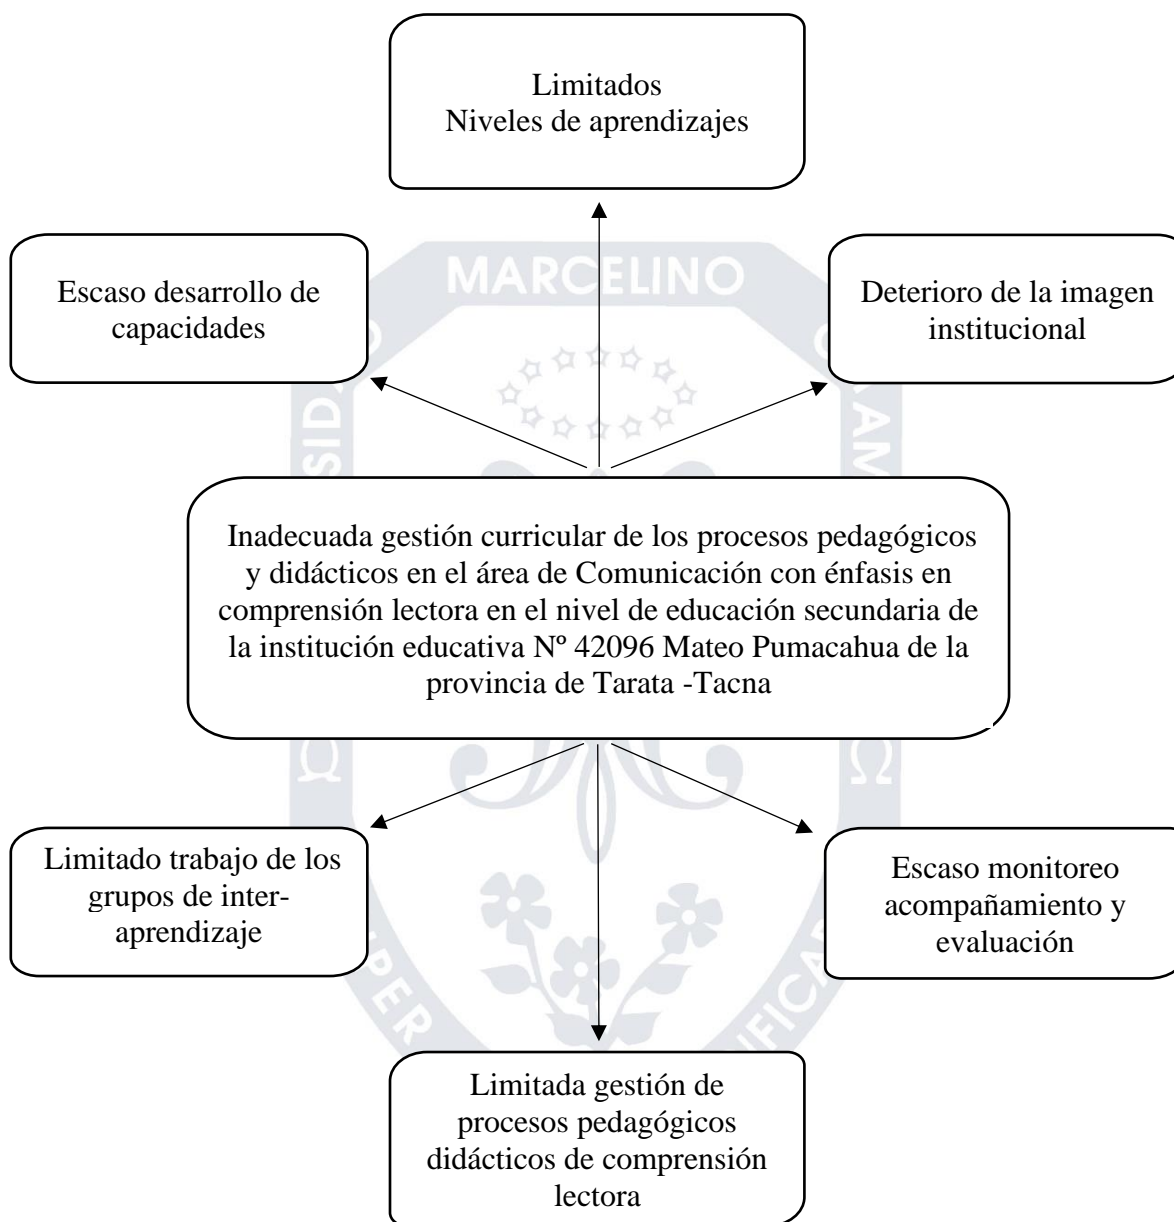 Limitados
Niveles de aprendizajes
Escaso desarrollo de
capacidades
MARCELINO
Deterioro de la imagen
institucional
Inadecuada gestión curricular de los procesos pedagógicos
y didácticos en el área de Comunicación con énfasis en
comprensión lectora en el nivel de educación secundaria de
la institución educativa Nº 42096 Mateo Pumacahua de la
provincia de Tarata -Tacna
Limitado trabajo de los
grupos de inter-
aprendizaje
Escaso monitoreo
acompañamiento y
evaluación
Limitada gestión de
procesos pedagógicos
didácticos de comprensión
lectora